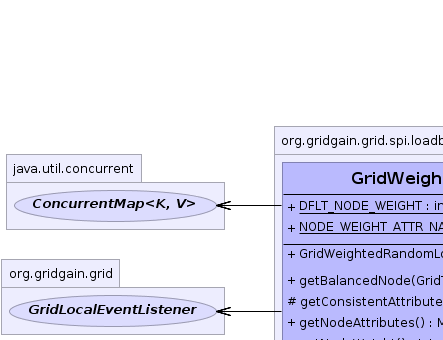 org.gridgain.grid.spi.loadb
java.util.concurrent
GridWeigh
ConcurrentMap<K, V>
+ DFLT_NODE_WEIGHT : in
+ NODE_WEIGHT_ATTR_NA
+ GridWeightedRandomLo
org.gridgain.grid
+ getBalancedNode(GridT
# getConsistentAttribute
GridLocalEventListener
+ getNodeAttributes() : M